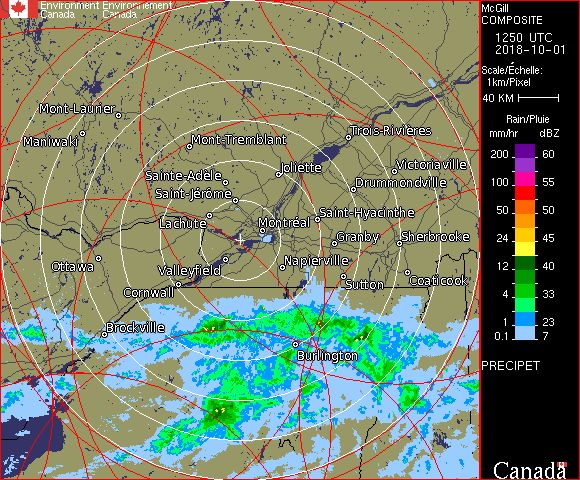 Environment Environnement
Canada Canada
McGill
COMPOSITE
1250 UTC
2018-10-01
Scale/Échelle:
1km/Pixel
40 KM
Rain/Pluie
mm/hr dBZ
200 60
100 55
50 50
24 45
12 40
4 33
1 23
0.1 7
PRECIPET
Canada
Mont-Laurier
Maniwaki
Mont-Tremblant
Trois-Rivières
Joliette
Victoriaville
Sainte-Adèle
Drummondville
Saint-Jérôme
Saint-Hyacinthe
Lachute
Montréal
Granby
Sherbrooke
Ottawa
Valleyfield
Napierville
Coaticook
Cornwall
Sutton
Brockville
Burlington